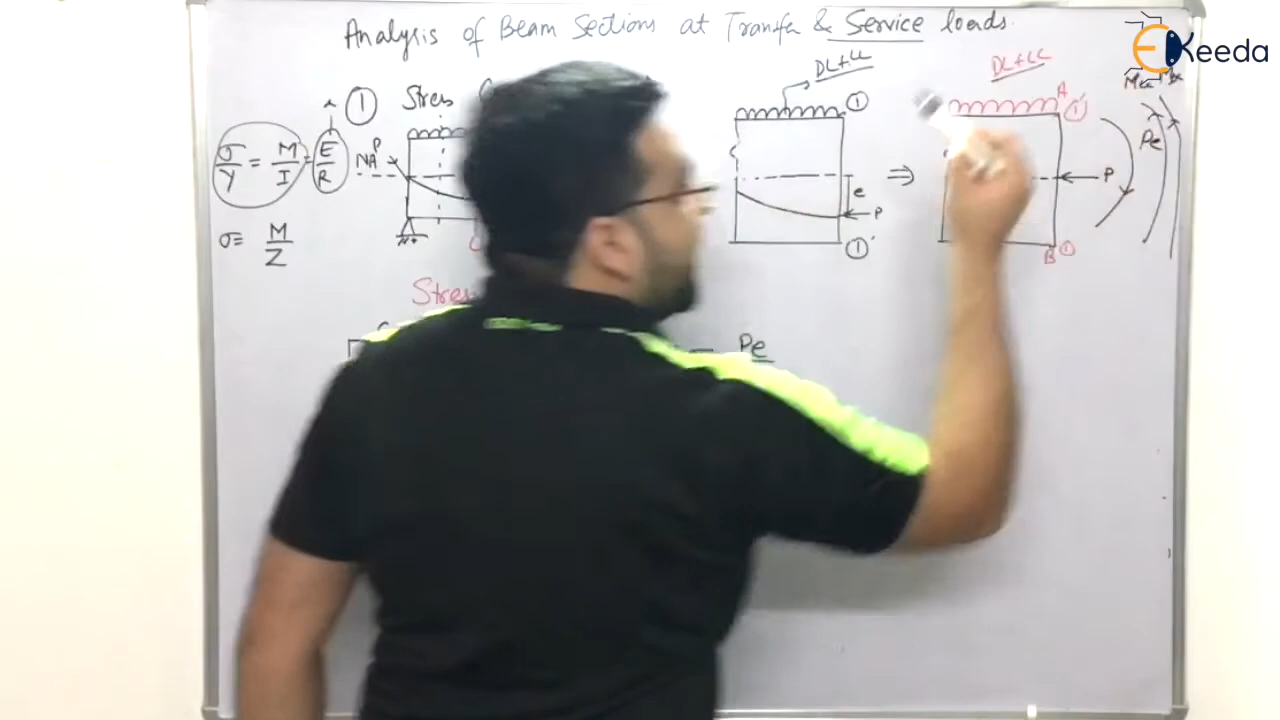 Analysis of Beam Sections at Transfer & Service loads.
Keeda
① Stress
DL+LL
DL+LL
σ/Y = M/I = E/R
NA
P
σ = M/Z
①
e
P
①'
⇒
A
①'
P
B
①
Pe
Stres
Pe